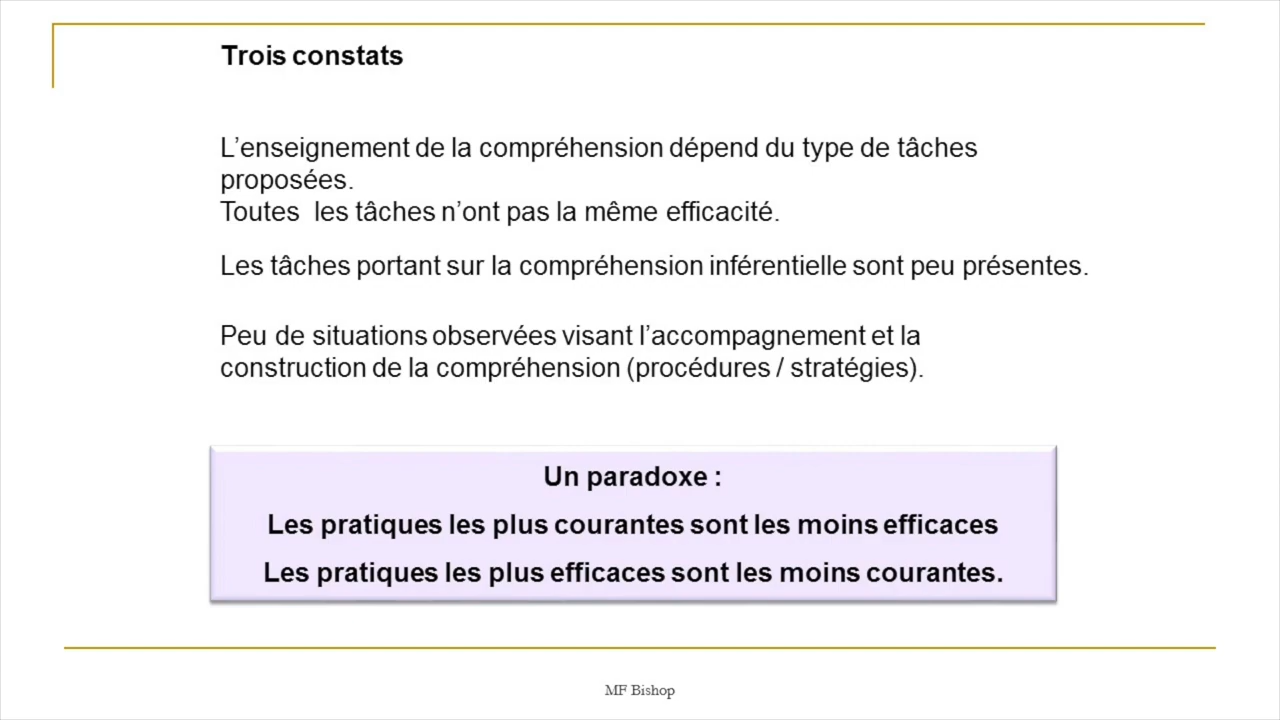 Trois constats
L’enseignement de la compréhension dépend du type de tâches
proposées.
Toutes les tâches n’ont pas la même efficacité.
Les tâches portant sur la compréhension inférentielle sont peu présentes.
Peu de situations observées visant l’accompagnement et la
construction de la compréhension (procédures / stratégies).
Un paradoxe :
Les pratiques les plus courantes sont les moins efficaces
Les pratiques les plus efficaces sont les moins courantes.
MF Bishop